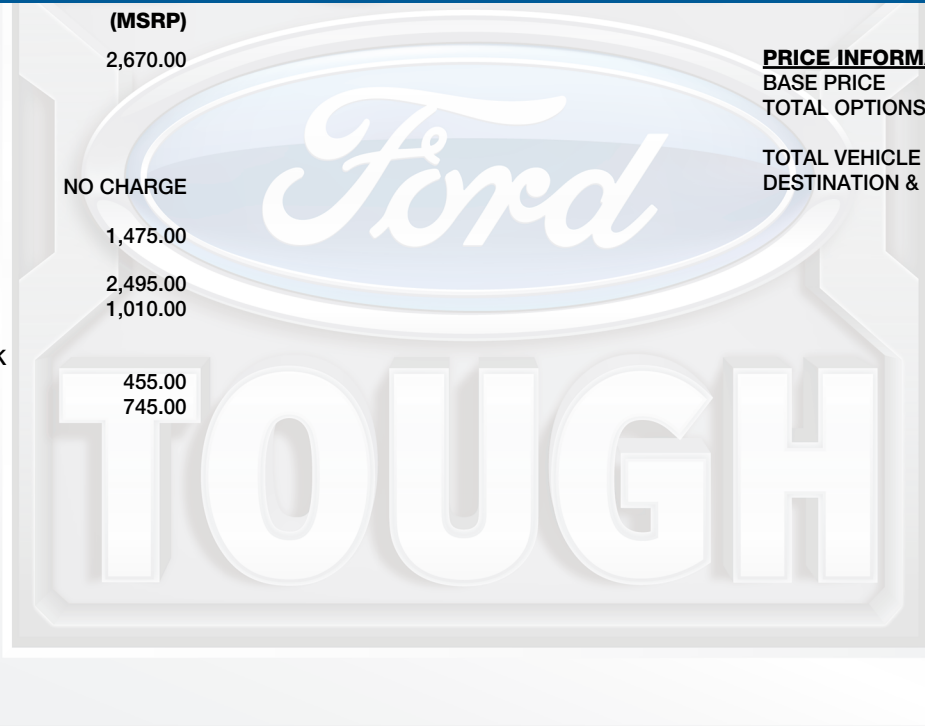 (MSRP)
2,670.00
NO CHARGE
1,475.00
2,495.00
1,010.00
K
455.00
745.00
PRICE INFORMA
BASE PRICE
TOTAL OPTIONS
TOTAL VEHICLE
DESTINATION &
Ford
TOUGH